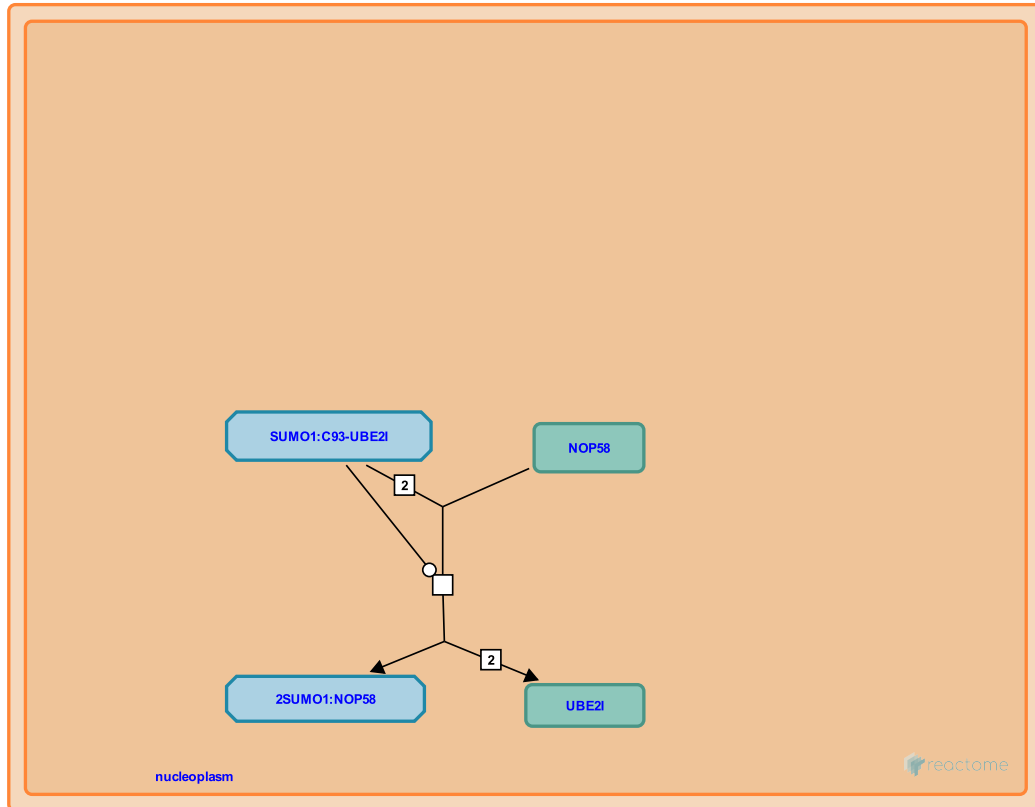 SUMO1:C93-UBE2I
NOP58
2
2
2SUMO1:NOP58
UBE2I
nucleoplasm
reactome